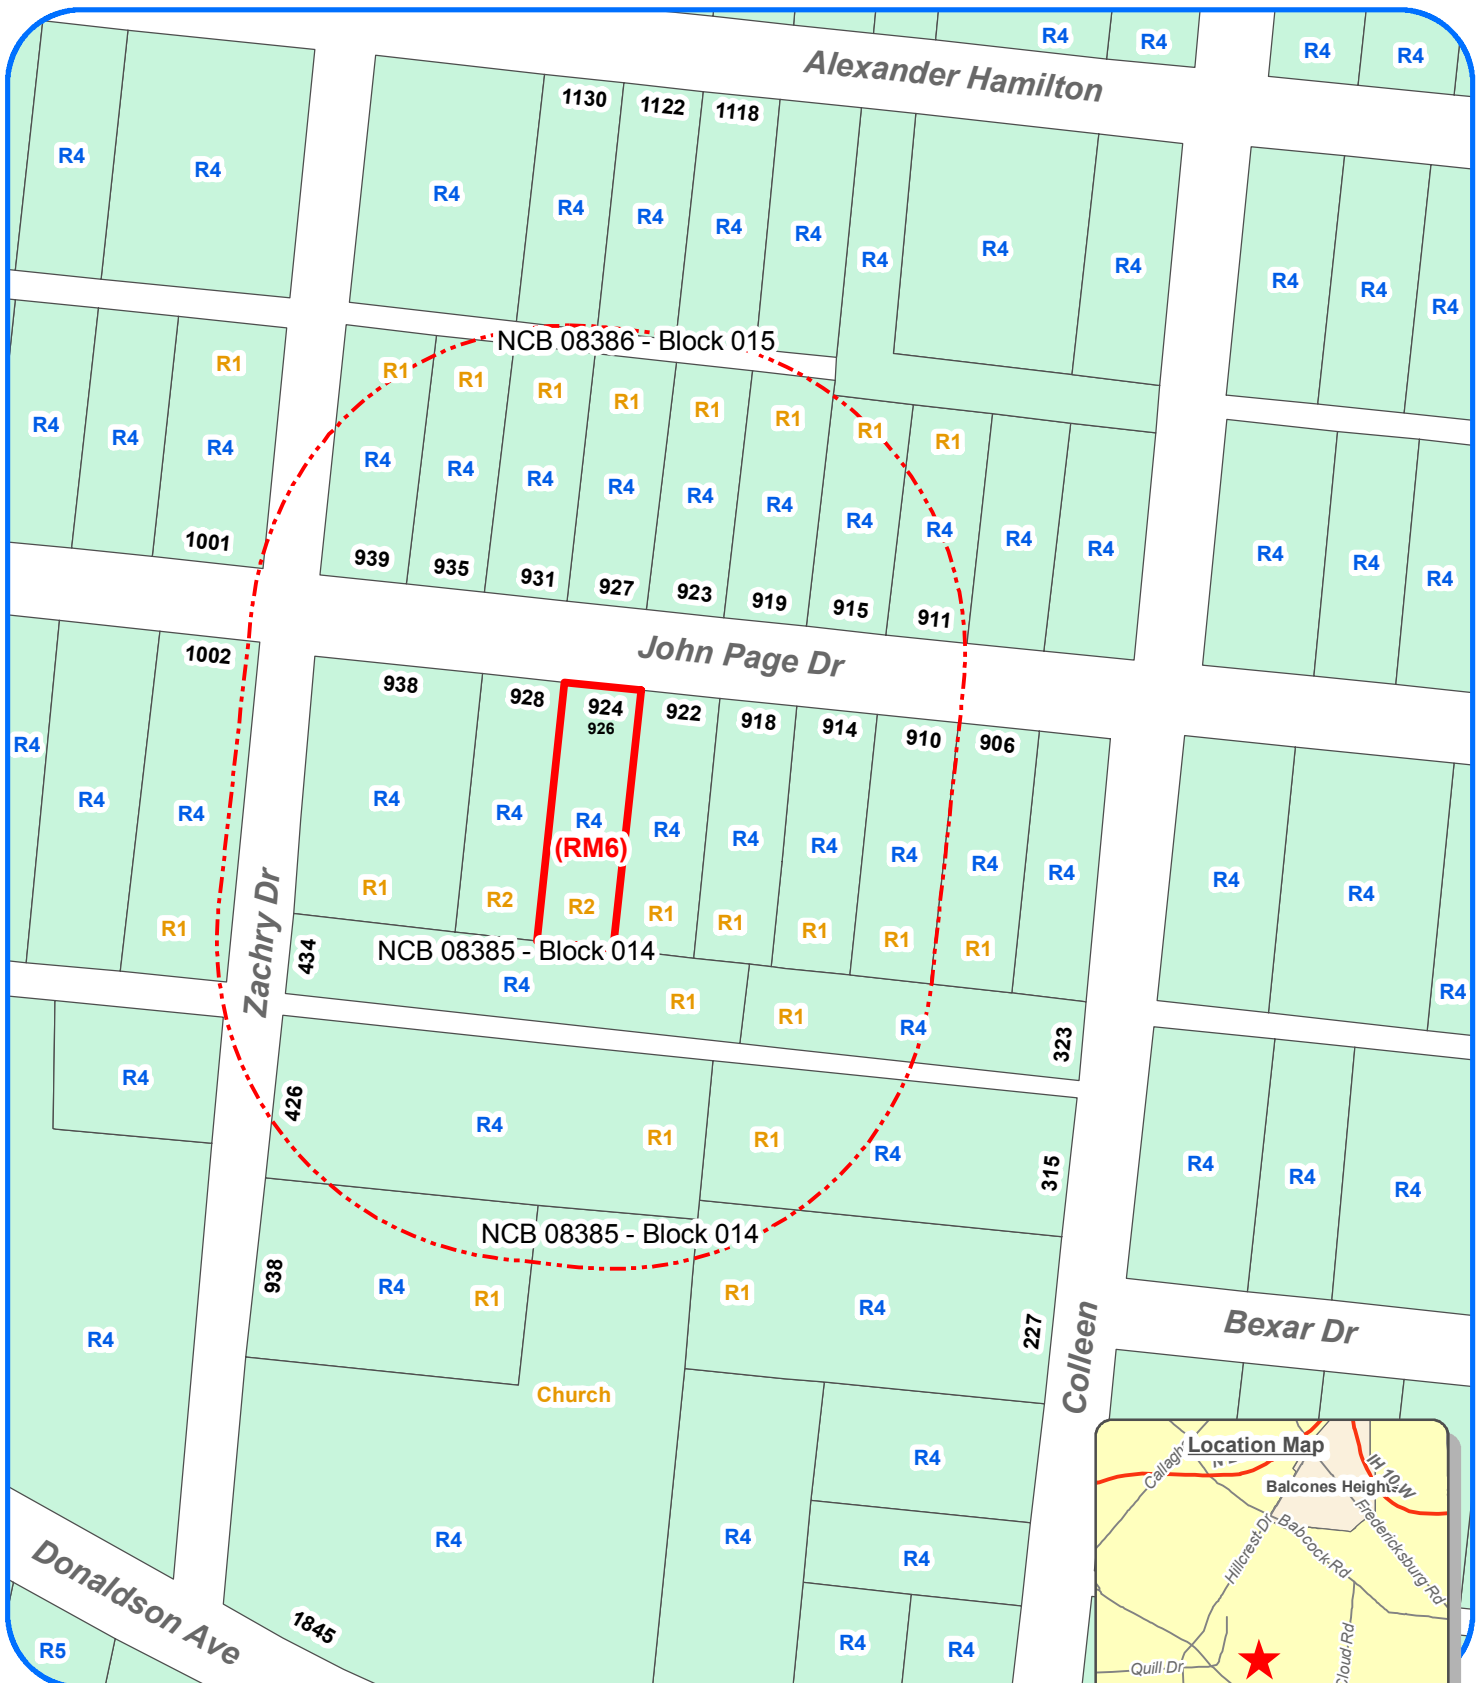 R4 R4 R4 R4
Alexander Hamilton
1130 1122 1118
R4 R4 R4 R4 R4 R4 R4 R4 R4 R4 R4
R4 R4 R4
NCB 08386 - Block 015
R1 R1 R1 R1 R1 R1 R1 R1 R1
R4 R4 R4 R4 R4 R4 R4 R4 R4 R4 R4 R4 R4
R4 R4 R4
1001 939 935 931 927 923 919 915 911
John Page Dr
1002 938 928 924 922 918 914 910 906
926
R4 R4 R4 R4 R4 R4 R4 R4 R4 R4 R4 R4
(RM6)
R4 R4 R4
R1 R1 R2 R2 R1 R1 R1 R1 R1
Zachry Dr
434
NCB 08385 - Block 014
R4 R1 R1 R4
323
R4
426
R4 R1 R1 R4
315
R4 R4 R4
NCB 08385 - Block 014
938
R4 R1 R1 R4
227
R4
Colleen
Bexar Dr
Church
R4 R4 R4
R4
R4 R4
Donaldson Ave
1845
R5
Location Map
Balcones Heights
IH 10 W
Hillcrest Dr
Babcock Rd
Fredericksburg Rd
Quill Dr